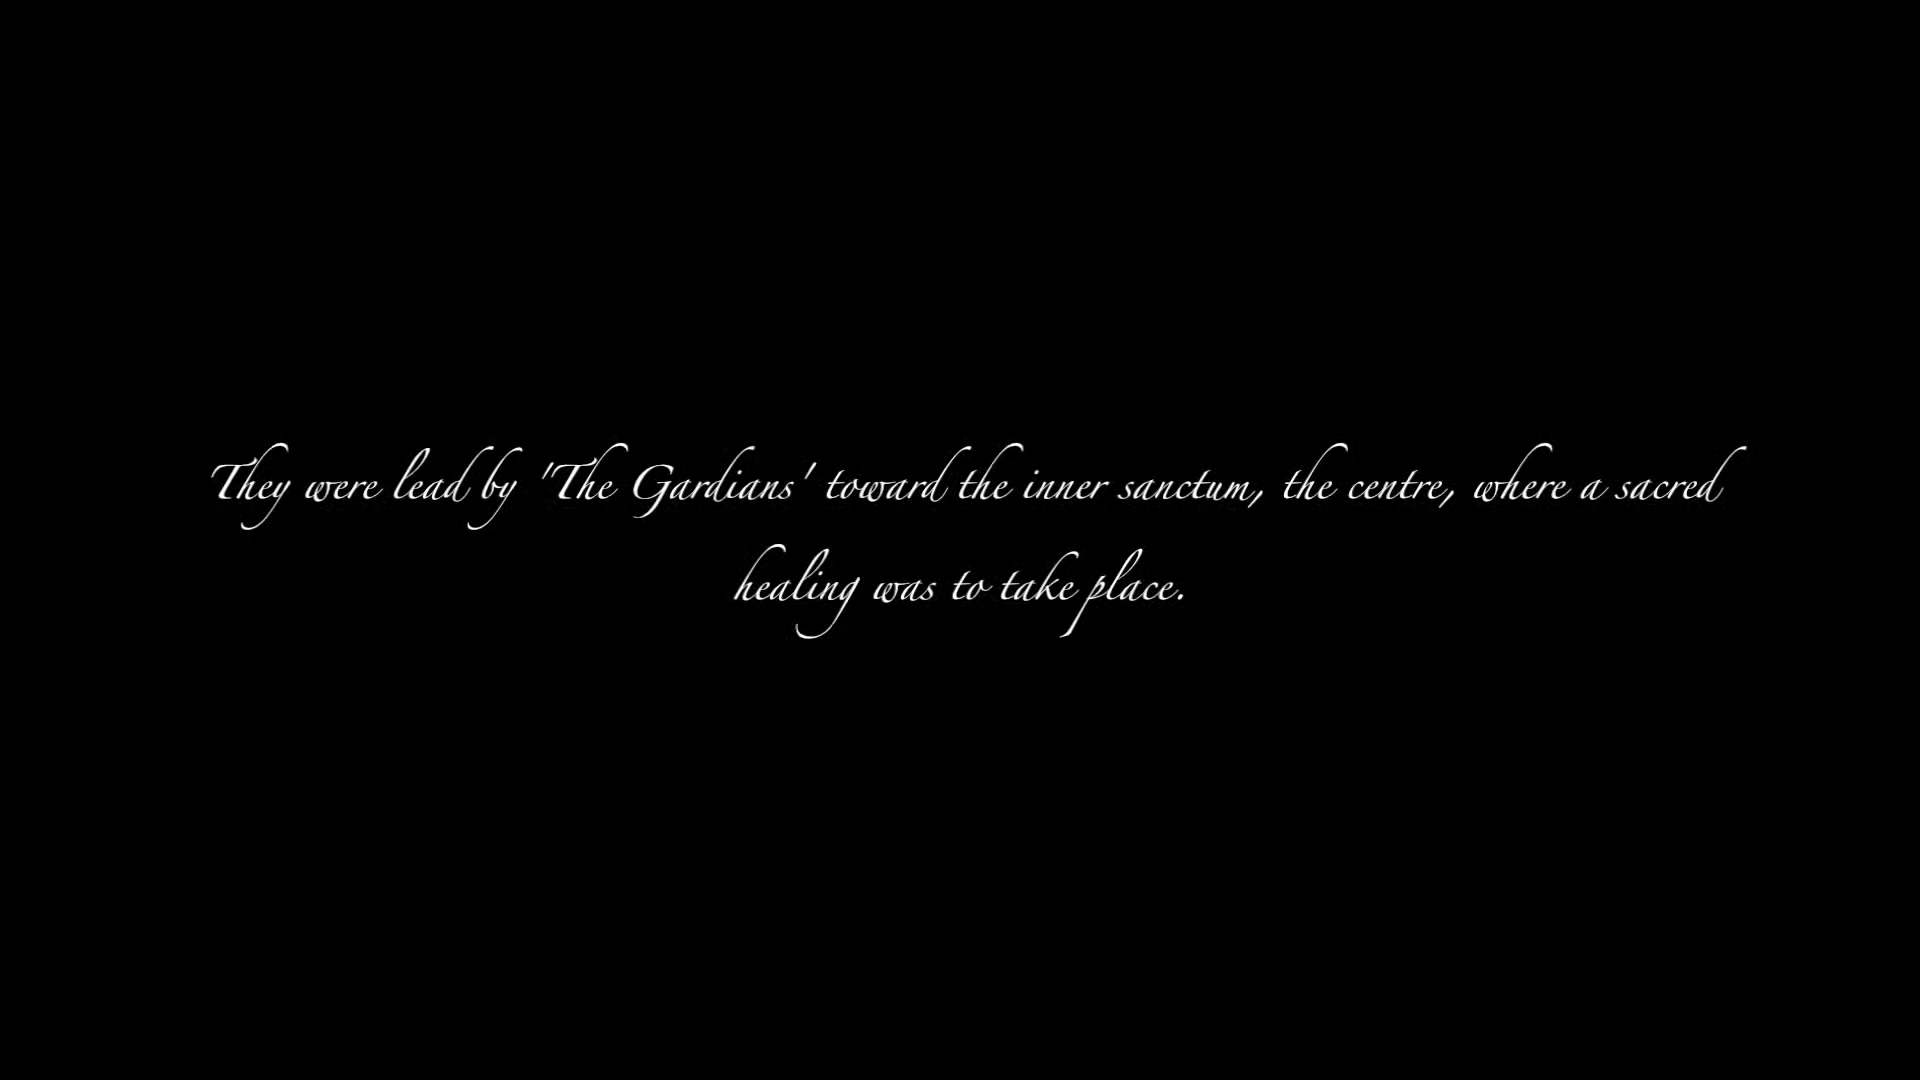 They were lead by 'The Gardians' toward the inner sanctum, the centre, where a sacred
healing was to take place.